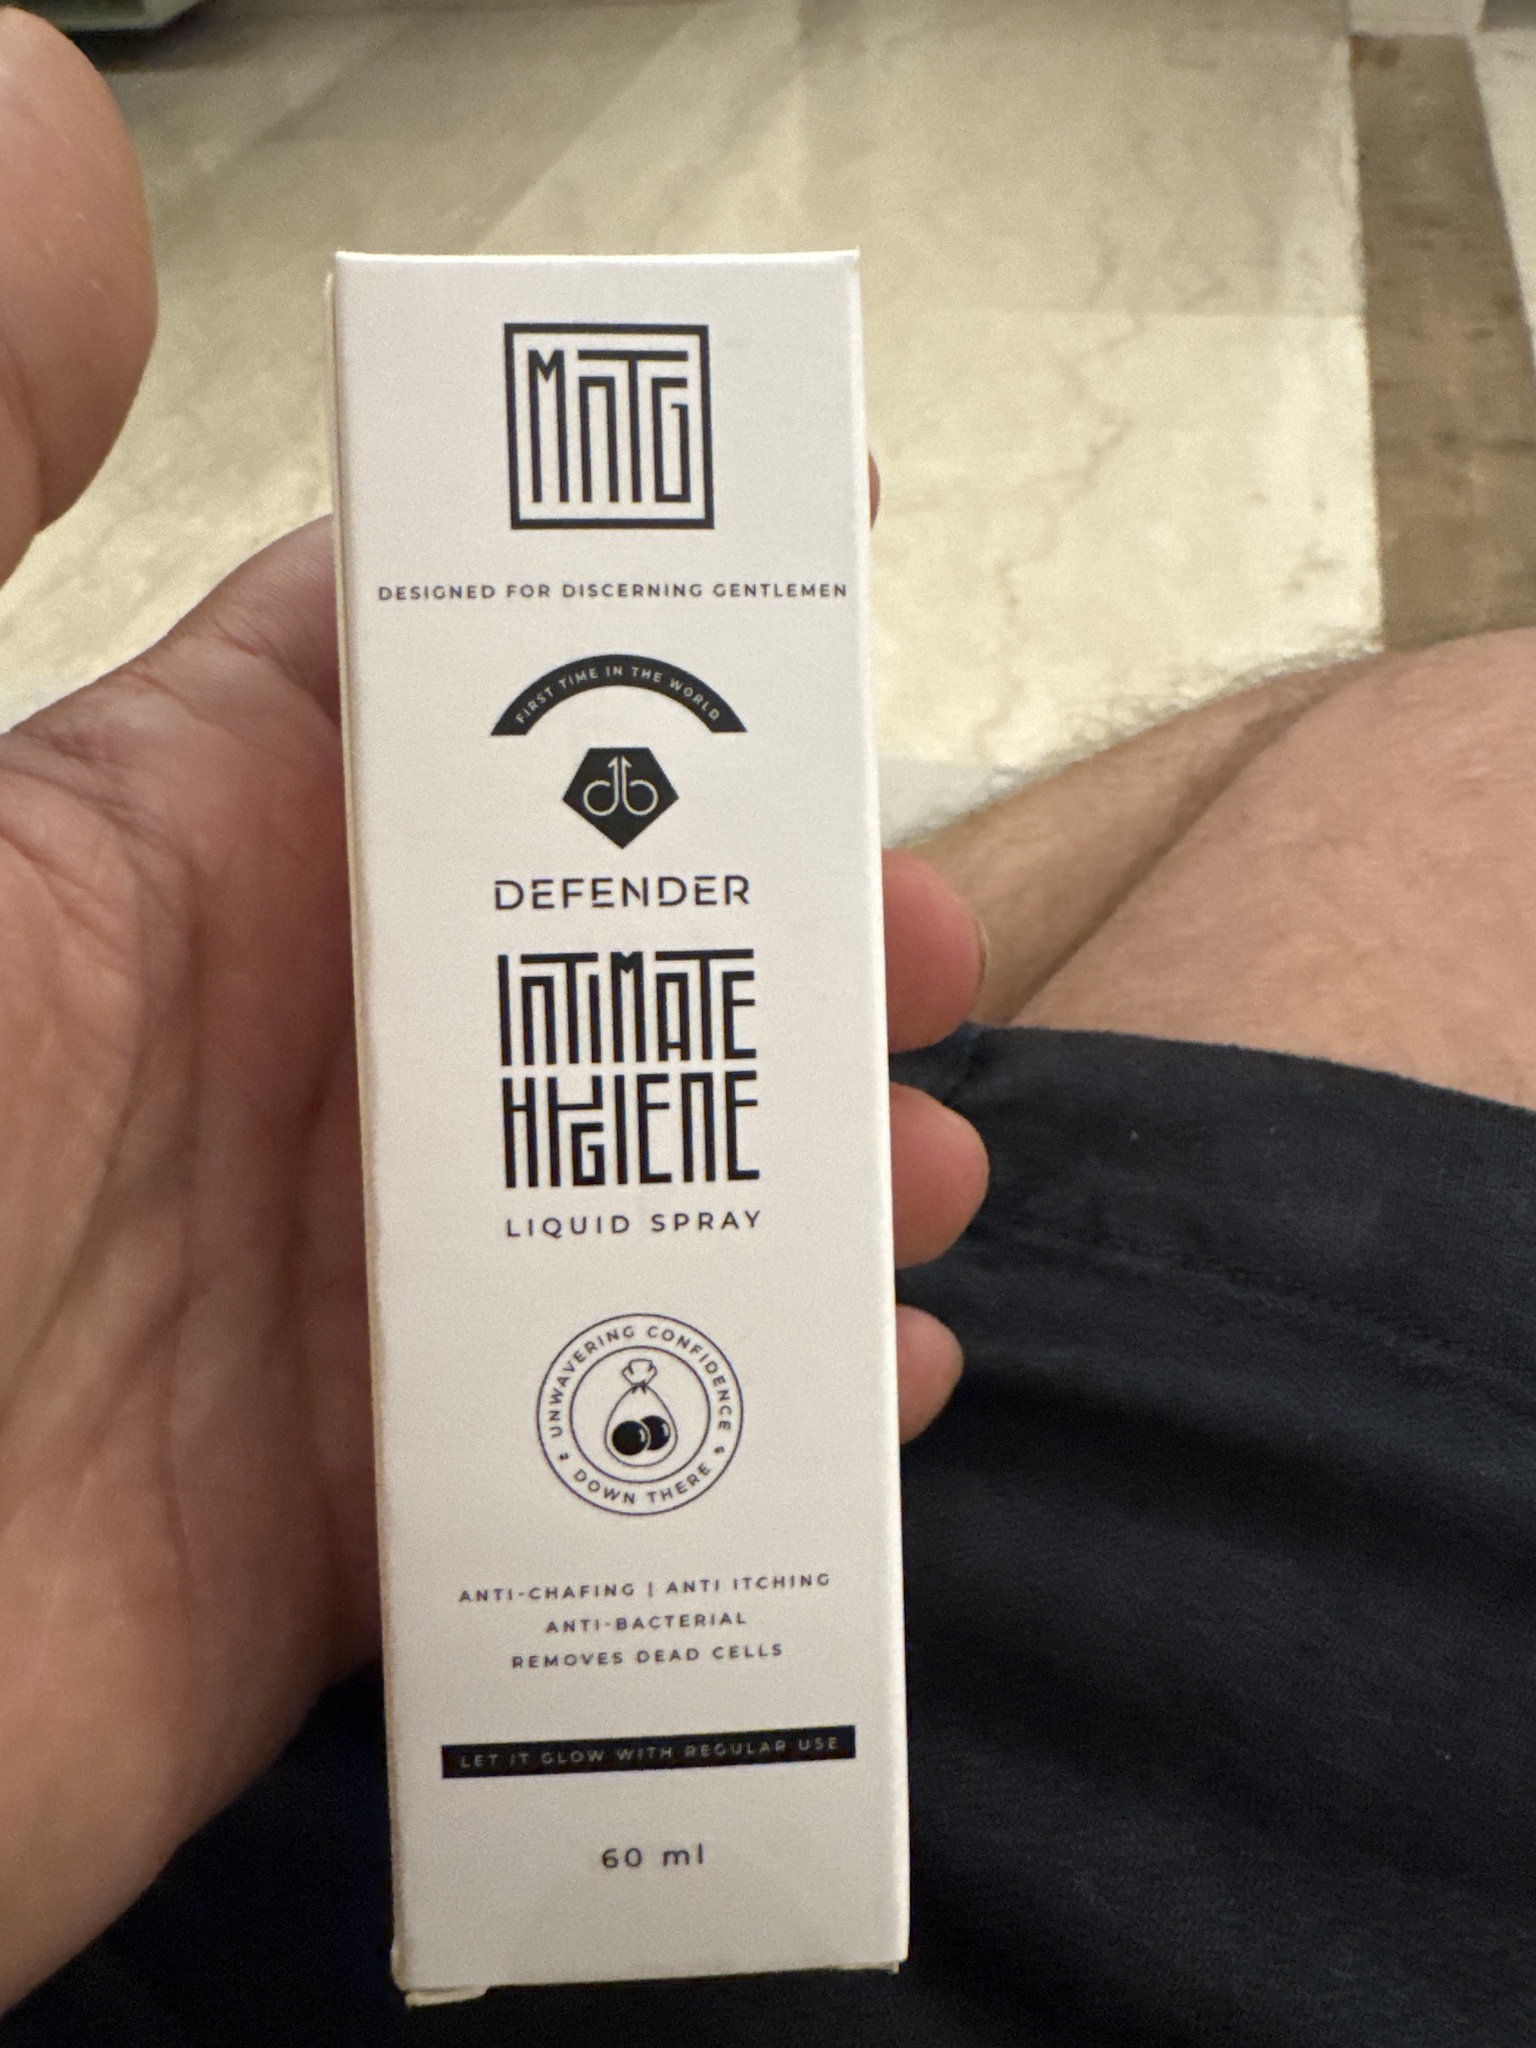 MNTG
DESIGNED FOR DISCERNING GENTLEMEN
FIRST TIME IN THE WORLD
DEFENDER
INTIMATE
HYGIENE
LIQUID SPRAY
UNWAVERING CONFIDENCE
DOWN THERE
ANTI-CHAFING | ANTI ITCHING
ANTI-BACTERIAL
REMOVES DEAD CELLS
LET IT GLOW WITH REGULAR USE
60 ml